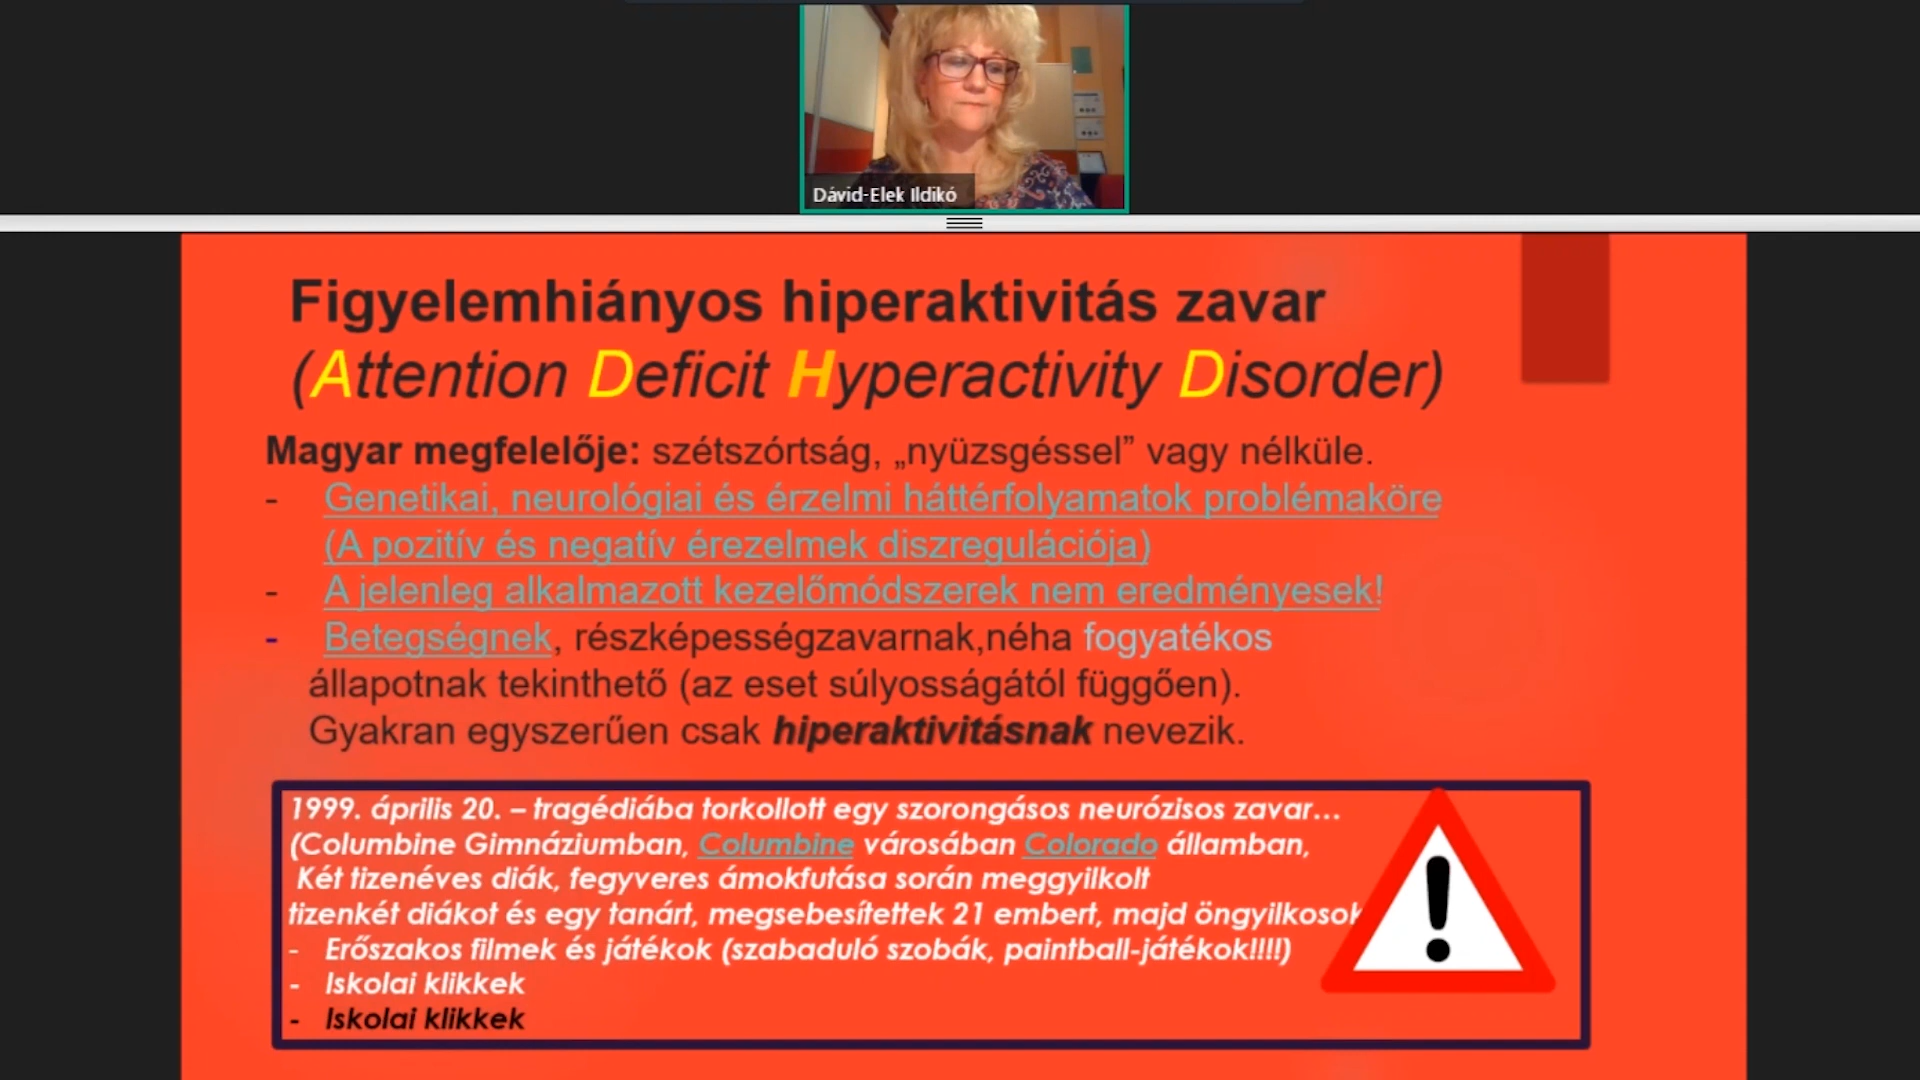 Dávid-Elek Ildikó
Figyelemhiányos hiperaktivitás zavar
(Attention Deficit Hyperactivity Disorder)
Magyar megfelelője: szétszórtság, „nyüzsgéssel” vagy nélküle.
- Genetikai, neurológiai és érzelmi háttérfolyamatok problémaköre
(A pozitív és negatív érezelmek diszregulációja)
- A jelenleg alkalmazott kezelőmódszerek nem eredményesek!
- Betegségnek, részképességzavarnak,néha fogyatékos
állapotnak tekinthető (az eset súlyosságától függően).
Gyakran egyszerűen csak hiperaktivitásnak nevezik.
1999. április 20. – tragédiába torkollott egy szorongásos neurózisos zavar…
(Columbine Gimnáziumban, Columbine városában Colorado államban,
Két tizenéves diák, fegyveres ámokfutása során meggyilkolt
tizenkét diákot és egy tanárt, megsebesítettek 21 embert, majd
- Erőszakos filmek és játékok (szabaduló szobák, paintball-játékok!!!!)
- Iskolai klikkek
- Iskolai klikkek